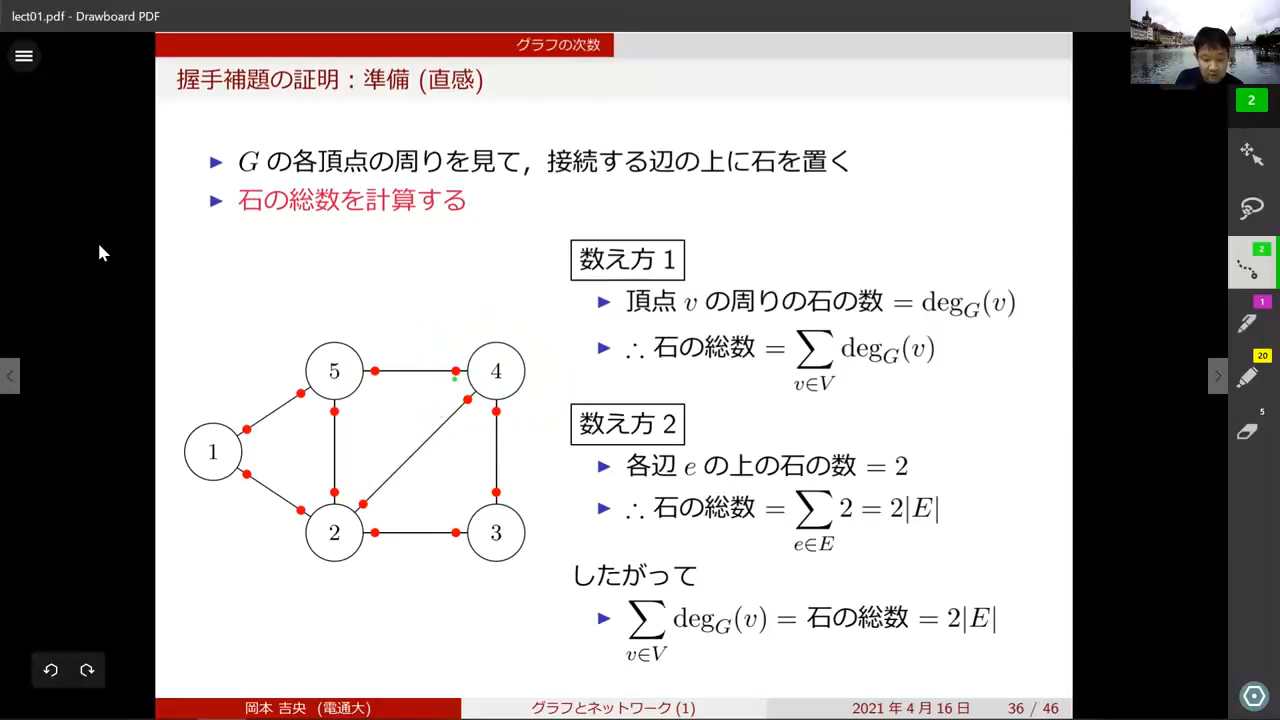 lect01.pdf - Drawboard PDF
グラフの次数
握手補題の証明：準備 (直感)
▶ G の各頂点の周りを見て，接続する辺の上に石を置く
▶ 石の総数を計算する
数え方 1
▶ 頂点 v の周りの石の数 = deg_G(v)
▶ ∴ 石の総数 = ∑_{v∈V} deg_G(v)
数え方 2
▶ 各辺 e の上の石の数 = 2
▶ ∴ 石の総数 = ∑_{e∈E} 2 = 2|E|
したがって
▶ ∑_{v∈V} deg_G(v) = 石の総数 = 2|E|
5
4
1
2
3
岡本 吉央 (電通大)
グラフとネットワーク (1)
2021 年 4 月 16 日
36 / 46
2
2
1
20
5